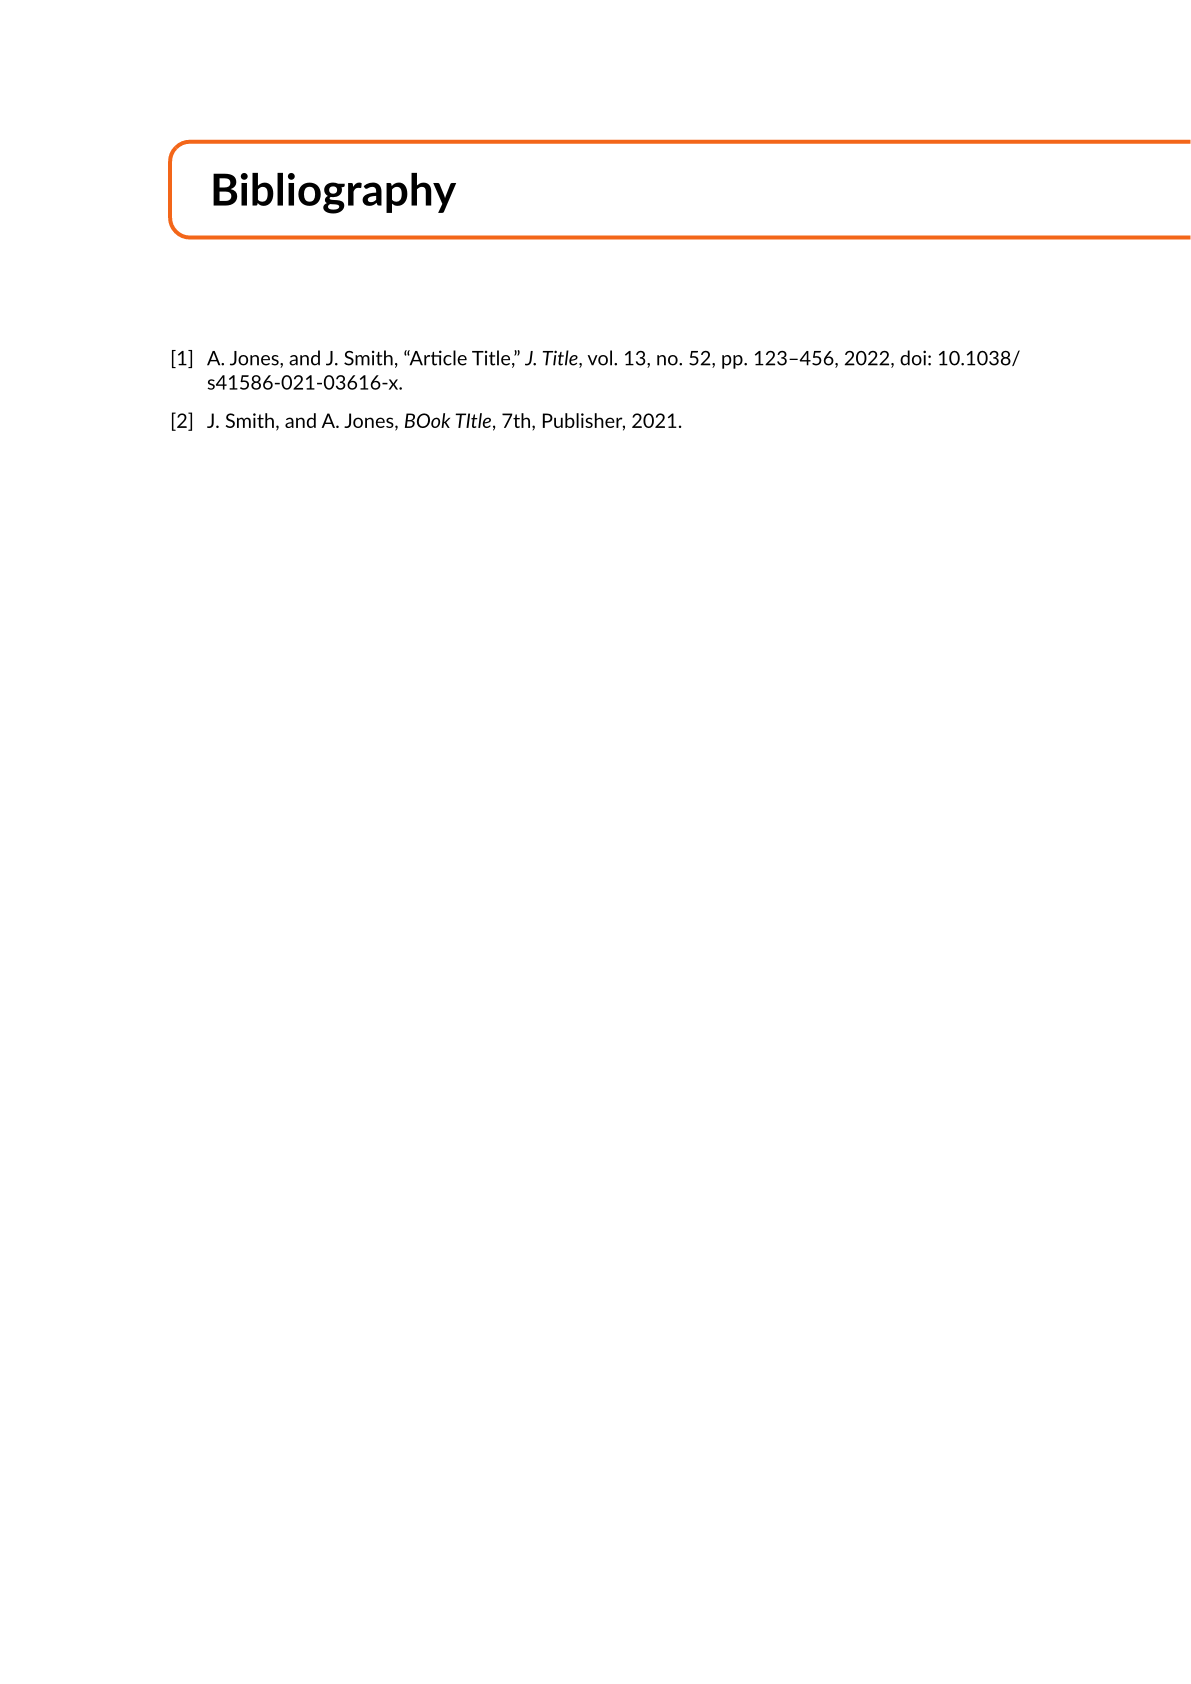 Bibliography
[1] A. Jones, and J. Smith, “Article Title,” J. Title, vol. 13, no. 52, pp. 123–456, 2022, doi: 10.1038/
s41586-021-03616-x.
[2] J. Smith, and A. Jones, BOok TItle, 7th, Publisher, 2021.